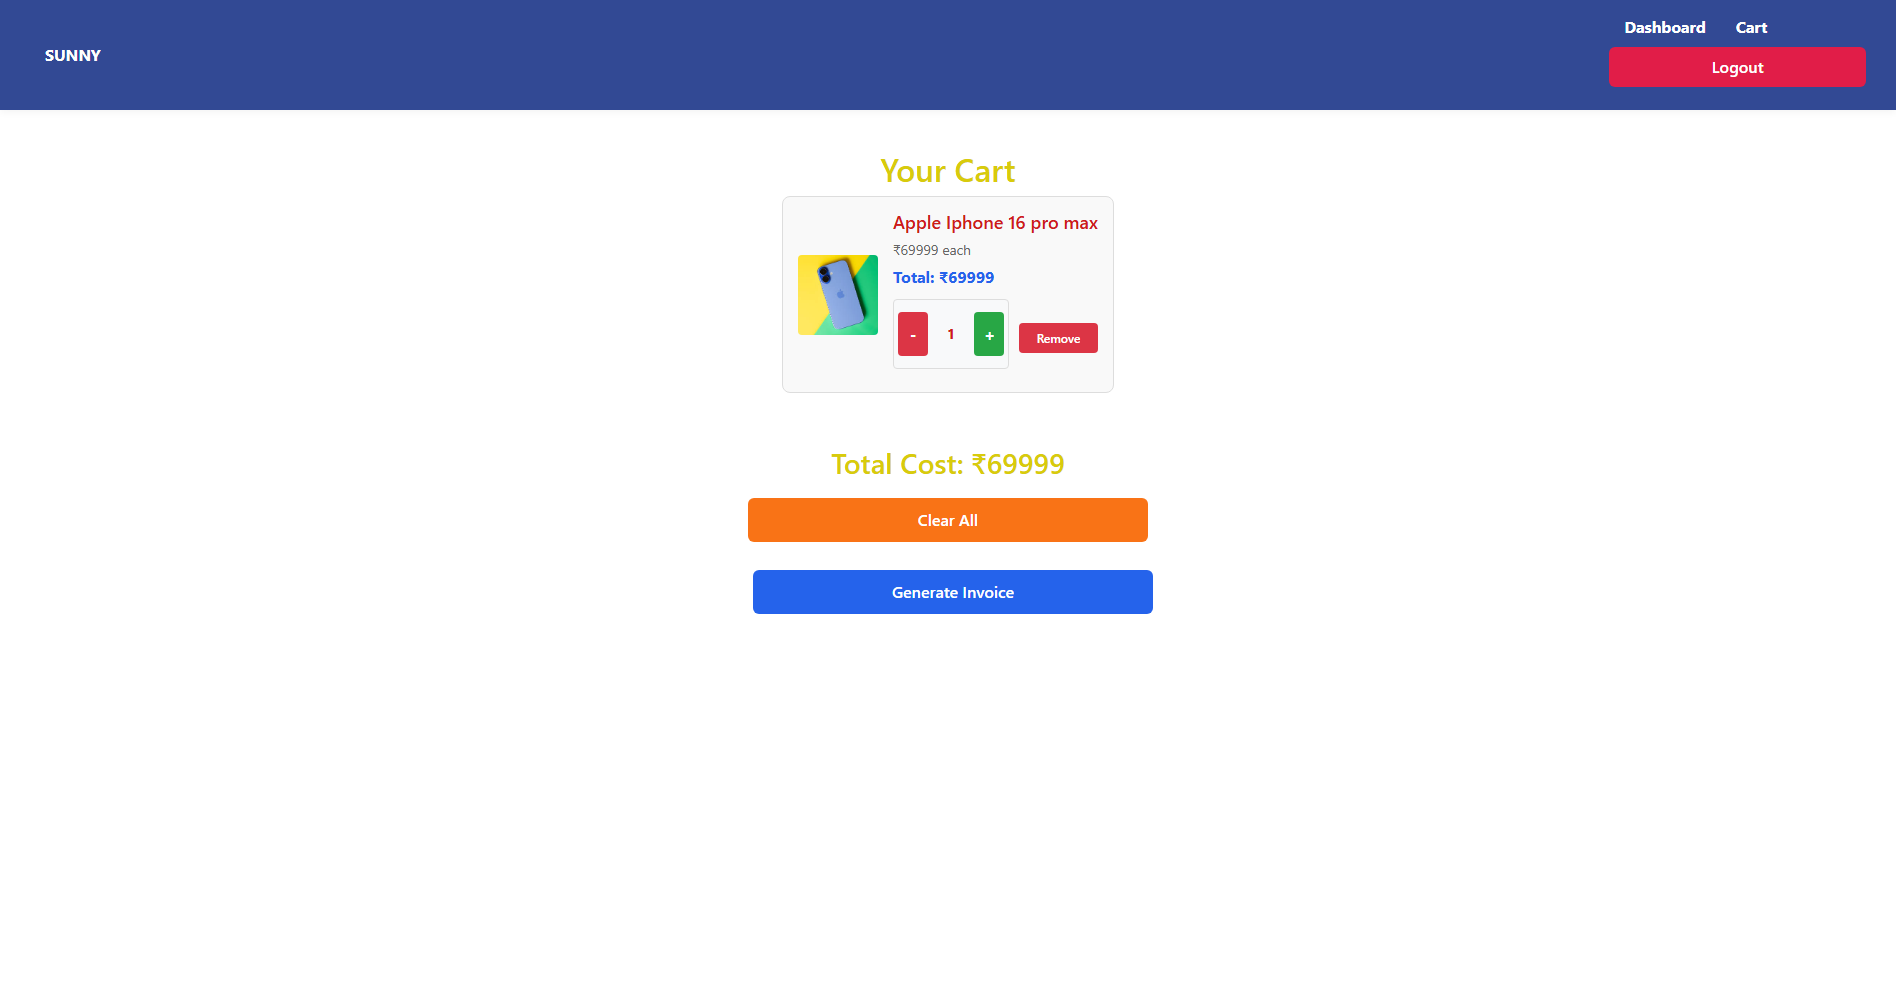 SUNNY
Dashboard Cart
Logout
Your Cart
Apple Iphone 16 pro max
₹69999 each
Total: ₹69999
- 1 +
Remove
Total Cost: ₹69999
Clear All
Generate Invoice